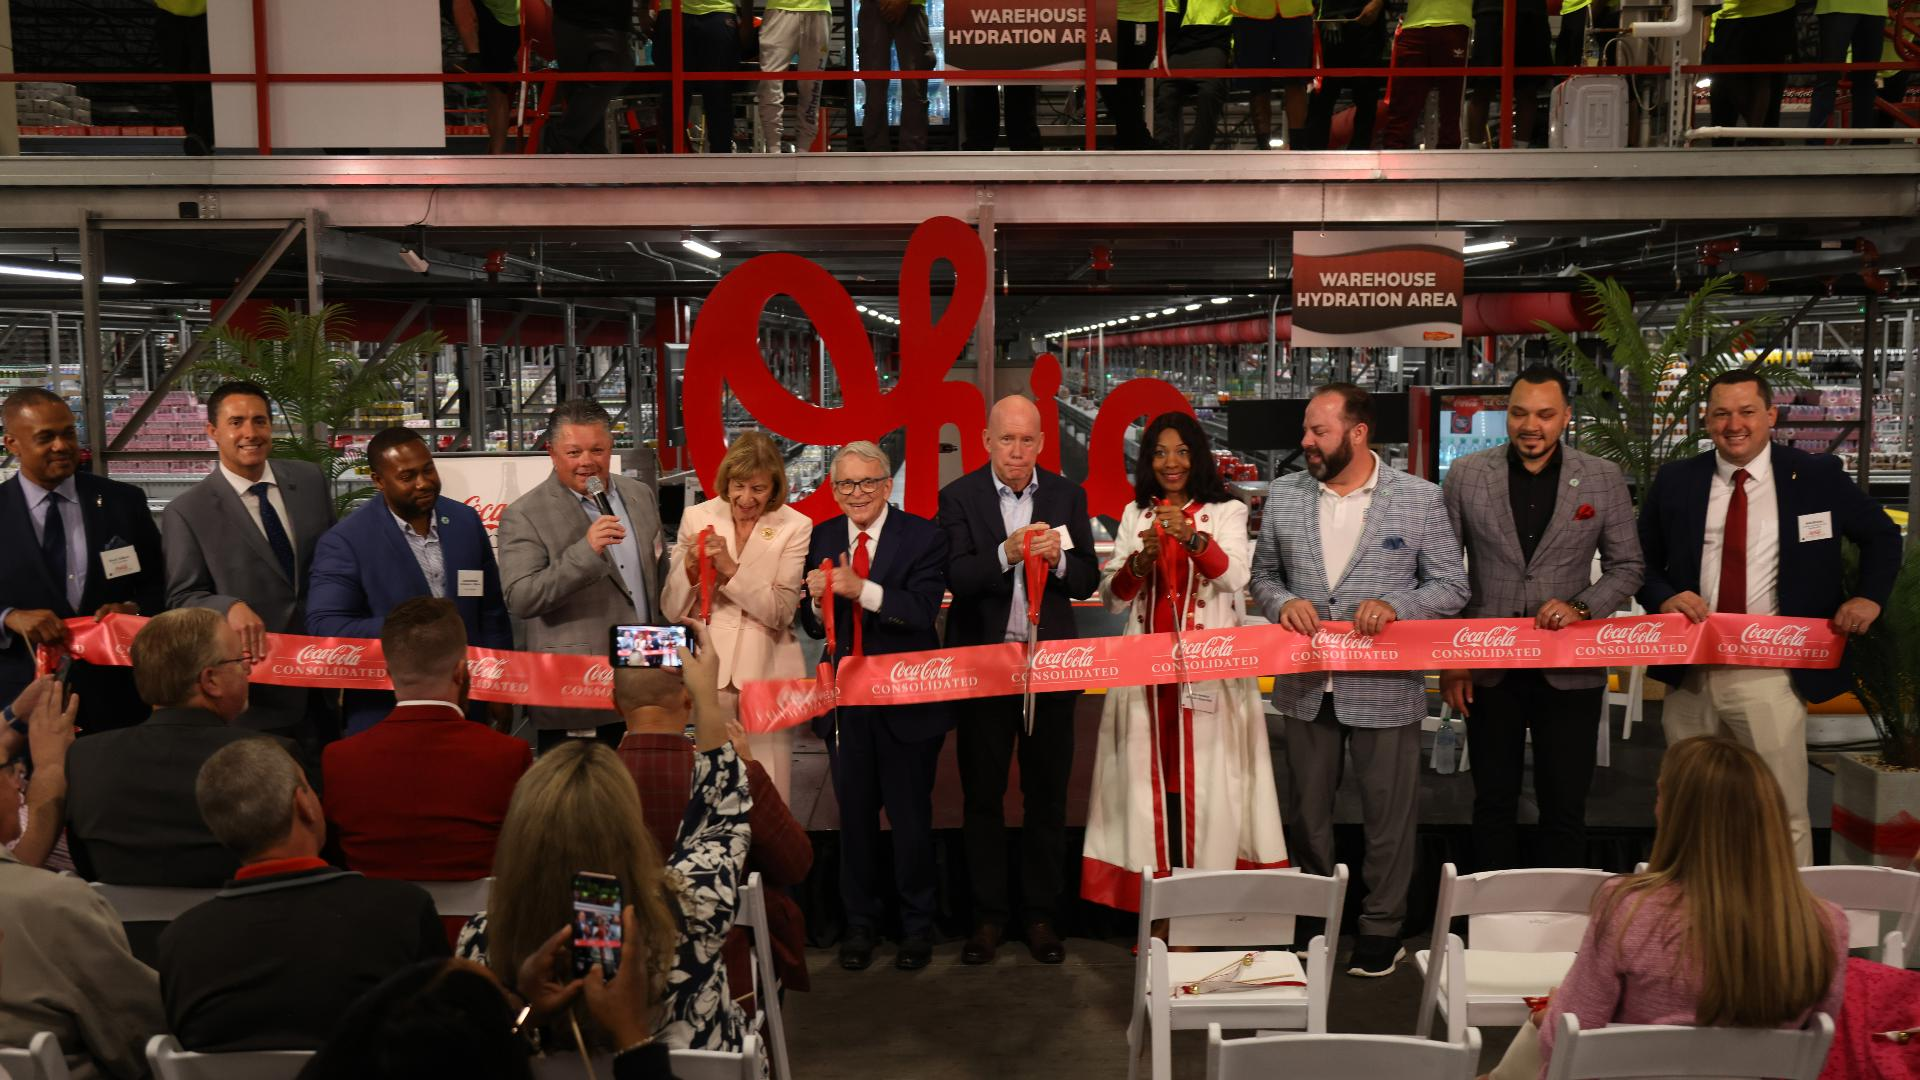 WAREHOUSE
HYDRATION AREA
Ohio
WAREHOUSE
HYDRATION AREA
Coca
Coca-Cola
CONSOLIDATED
Coca-Cola
CONSOLIDATED
Coca-Cola
CONSOLIDATED
Coca-Cola
CONSOLIDATED
Coca-Cola
CONSOLIDATED
Coca-Cola
CONSOLIDATED
Coca-Cola
CONSOLIDATED
Coca-Cola
CONSOLIDATED